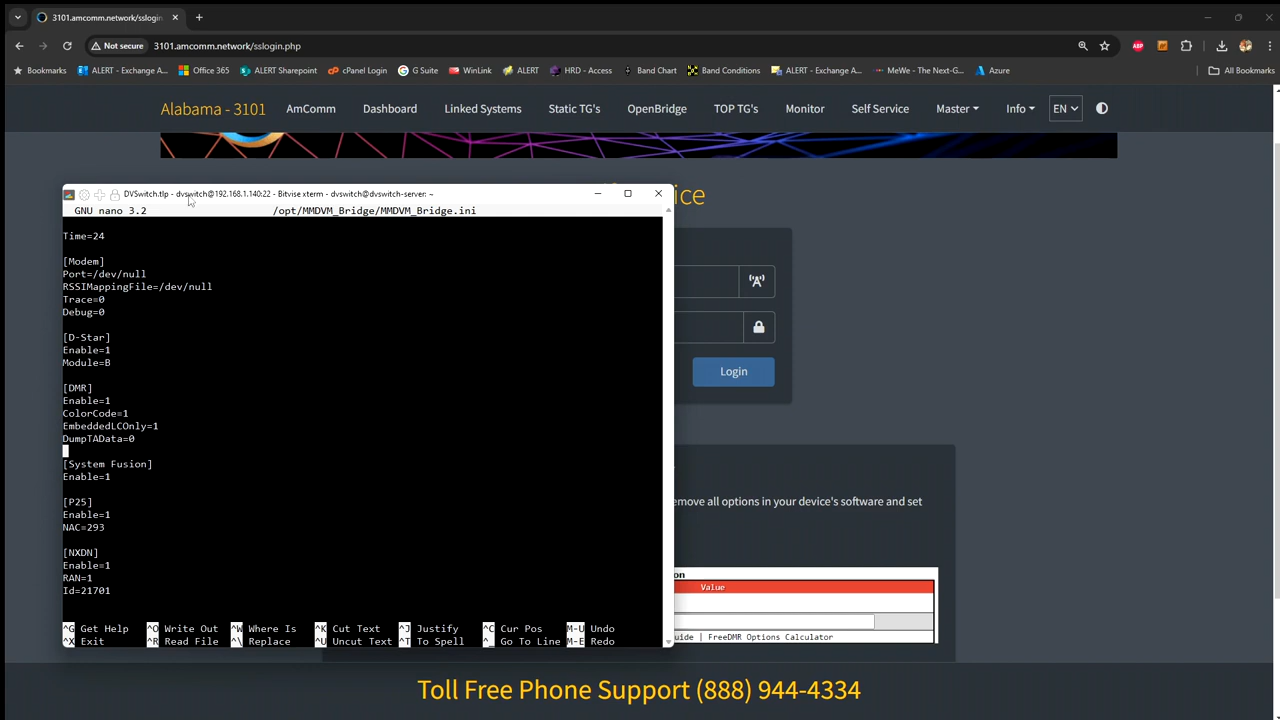 3101.amcomm.network/sslogin.
Not secure
3101.amcomm.network/sslogin.php
ABP
Bookmarks
ALERT - Exchange A...
Office 365
ALERT Sharepoint
cPanel Login
G Suite
WinLink
ALERT
HRD - Access
Band Chart
Band Conditions
ALERT - Exchange A...
MeWe - The Next-G...
Azure
All Bookmarks
Alabama - 3101
AmComm
Dashboard
Linked Systems
Static TG's
OpenBridge
TOP TG's
Monitor
Self Service
Master
Info
EN
DVSwitch.tlp - dvswitch@192.168.1.140:22 - Bitvise xterm - dvswitch@dvswitch-server: ~
GNU nano 3.2 /opt/MMDVM_Bridge/MMDVM_Bridge.ini
Time=24
[Modem]
Port=/dev/null
RSSIMappingFile=/dev/null
Trace=0
Debug=0
[D-Star]
Enable=1
Module=B
[DMR]
Enable=1
ColorCode=1
EmbeddedLCOnly=1
DumpTAData=0
[System Fusion]
Enable=1
[P25]
Enable=1
NAC=293
[NXDN]
Enable=1
RAN=1
Id=21701
^G Get Help ^O Write Out ^W Where Is ^K Cut Text ^J Justify ^C Cur Pos M-U Undo
^X Exit ^R Read File ^\ Replace ^U Uncut Text ^T To Spell ^_ Go To Line M-E Redo
Login
all options in your device's software and set
Value
FreeDMR Options Calculator
Toll Free Phone Support (888) 944-4334